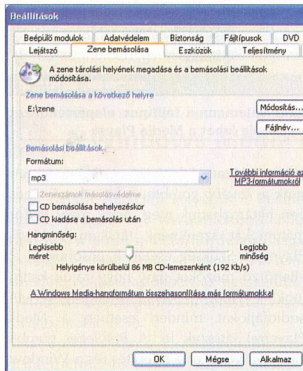 Beállítások
Beépülő modulok Adatvédelem Biztonság Fájltípusok DVD
Lejátszó Zene bemásolása Eszközök Teljesítmény
A zene tárolási helyének megadása és a bemásolási beállítások
módosítása.
Zene bemásolása a következő helyre
E:\zene
Módosítás...
Fájlnév...
Bemásolási beállítások
Formátum:
mp3
További információ az
MP3-formátumokról
Zeneszámok másolásvédelme
CD bemásolása behelyezéskor
CD kiadása a bemásolás után
Hangminőség:
Legkisebb Legjobb
méret minőség
Helyigénye körülbelül 86 MB CD-lemezenként (192 Kb/s)
A Windows Media-hanformátum összehasonlítása más formátumokkal
OK Mégse Alkalmaz